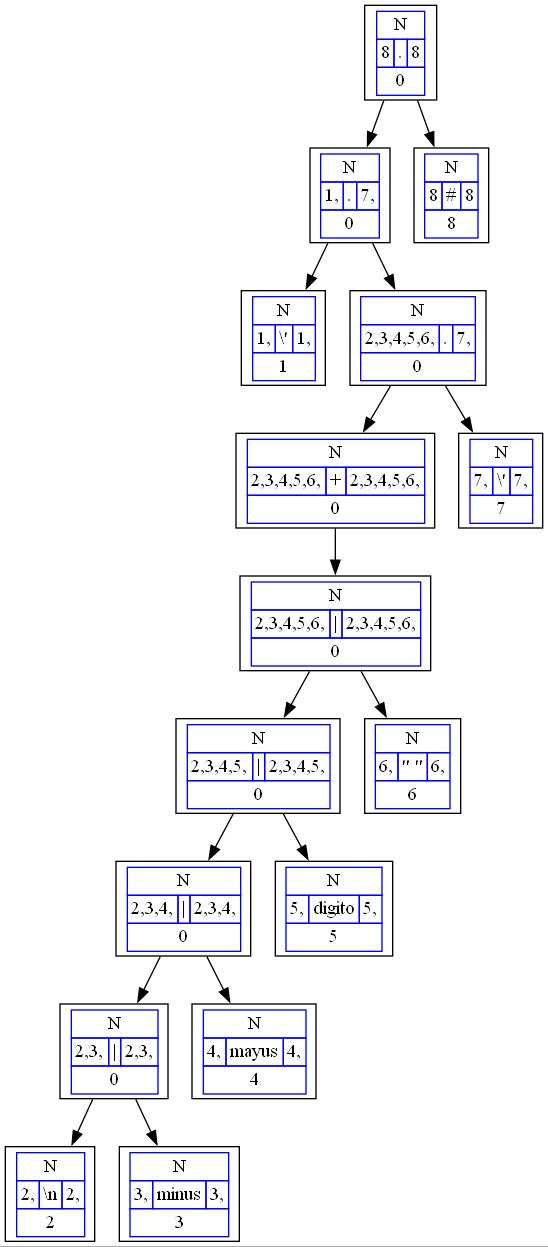 N
8 . 8
0
N
1, . 7,
0
N
8 # 8
8
N
1, \' 1,
1
N
2,3,4,5,6, . 7,
0
N
2,3,4,5,6, + 2,3,4,5,6,
0
N
7, \' 7,
7
N
2,3,4,5,6, | 2,3,4,5,6,
0
N
2,3,4,5, | 2,3,4,5,
0
N
6, " " 6,
6
N
2,3,4, | 2,3,4,
0
N
5, digito 5,
5
N
2,3, | 2,3,
0
N
4, mayus 4,
4
N
2, \n 2,
2
N
3, minus 3,
3